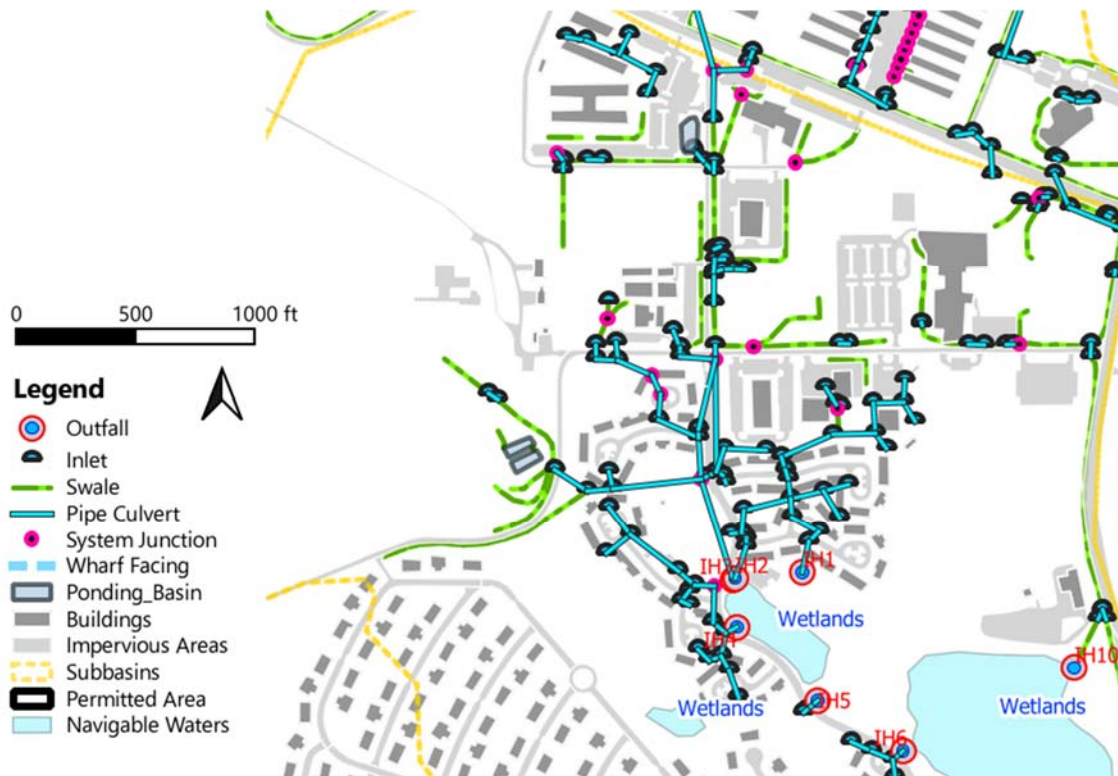 0 500 1000 ft
Legend
Outfall
Inlet
Swale
Pipe Culvert
System Junction
Wharf Facing
Ponding_Basin
Buildings
Impervious Areas
Subbasins
Permitted Area
Navigable Waters
IH2
IH1
Wetlands
IH4
IH10
Wetlands
Wetlands
IH5
IH6